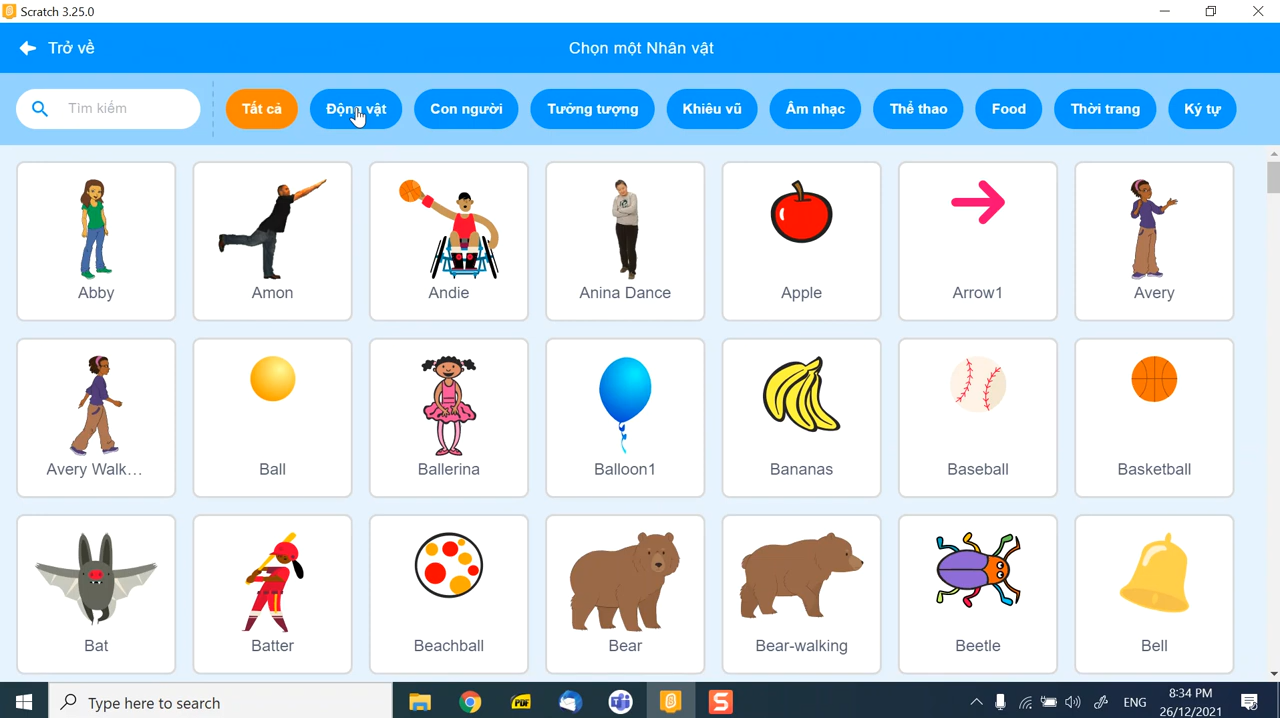 Scratch 3.25.0
Trở về
Chọn một Nhân vật
Tìm kiếm
Tất cả
Động vật
Con người
Tưởng tượng
Khiêu vũ
Âm nhạc
Thể thao
Food
Thời trang
Ký tự
Abby
Amon
Andie
Anina Dance
Apple
Arrow1
Avery
Avery Walk...
Ball
Ballerina
Balloon1
Bananas
Baseball
Basketball
Bat
Batter
Beachball
Bear
Bear-walking
Beetle
Bell
Type here to search
PDF
ENG
8:34 PM
26/12/2021